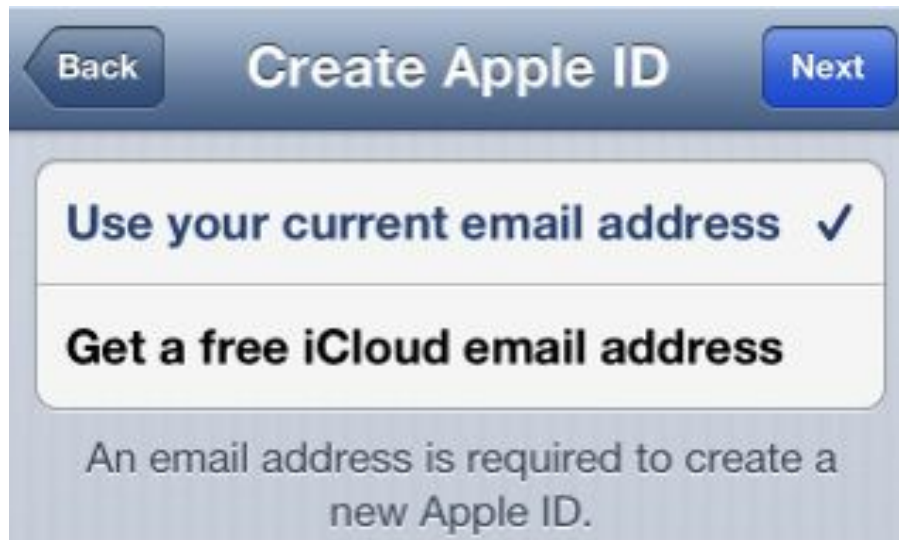 Back Create Apple ID Next
Use your current email address
Get a free iCloud email address
An email address is required to create a
new Apple ID.